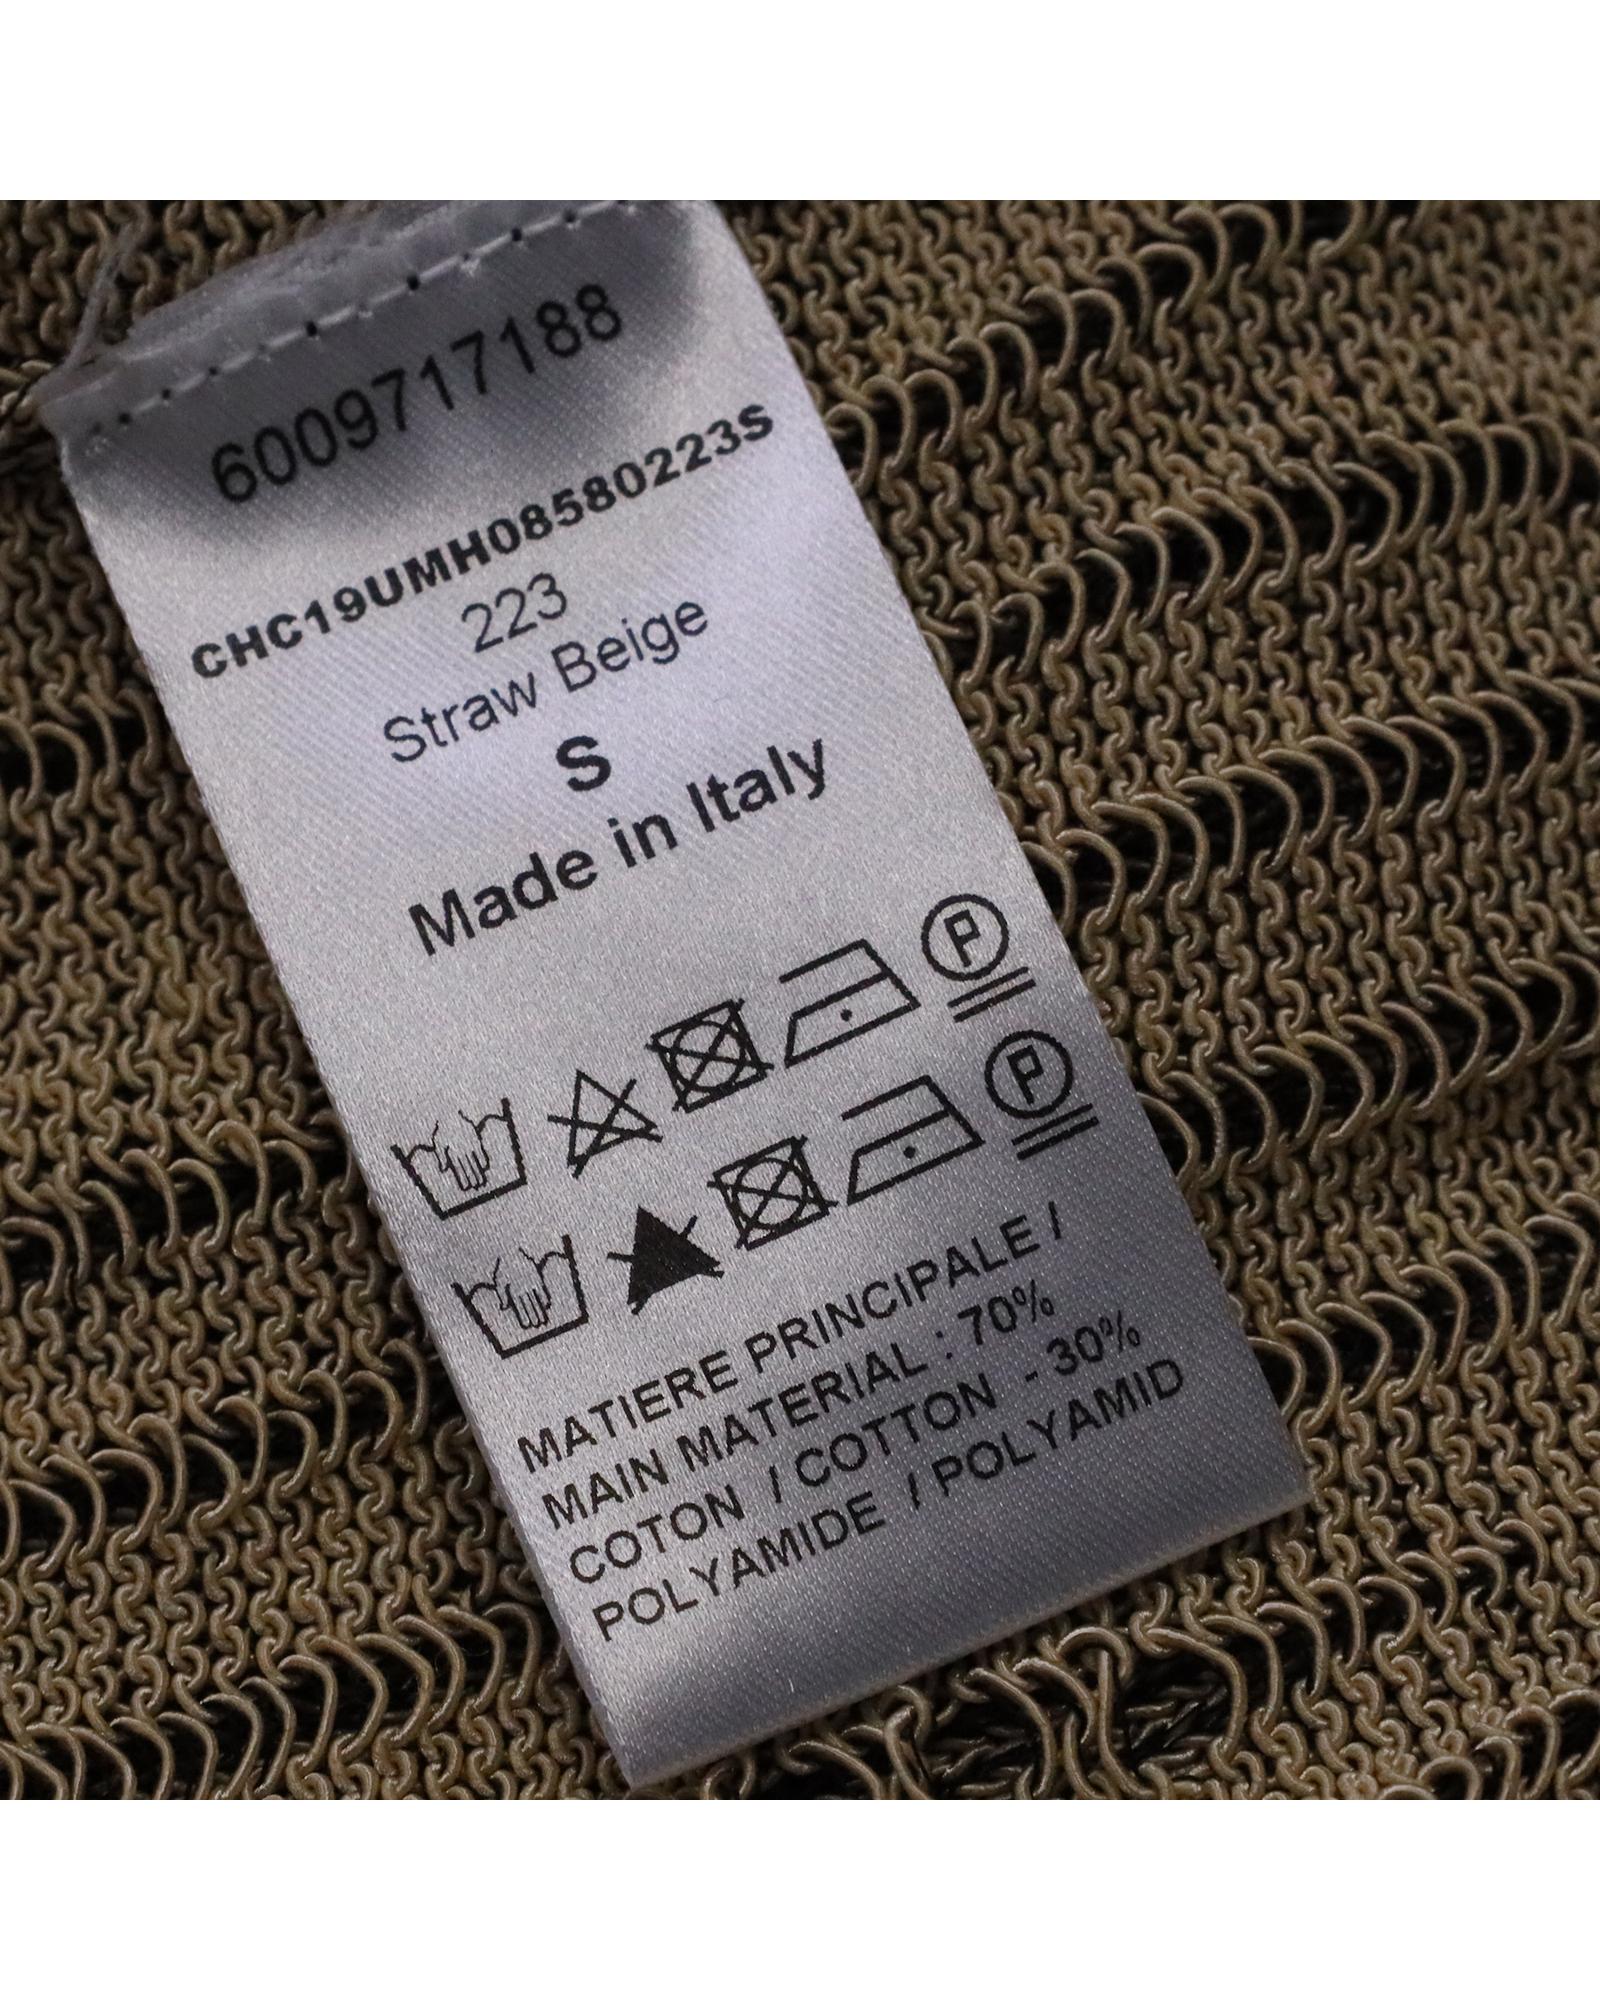 6009717188
CHC19UMH08580223S
223
Straw Beige
S
Made in Italy
P
P
MATIERE PRINCIPALE /
MAIN MATERIAL : 70%
COTON / COTTON - 30%
POLYAMIDE / POLYAMID